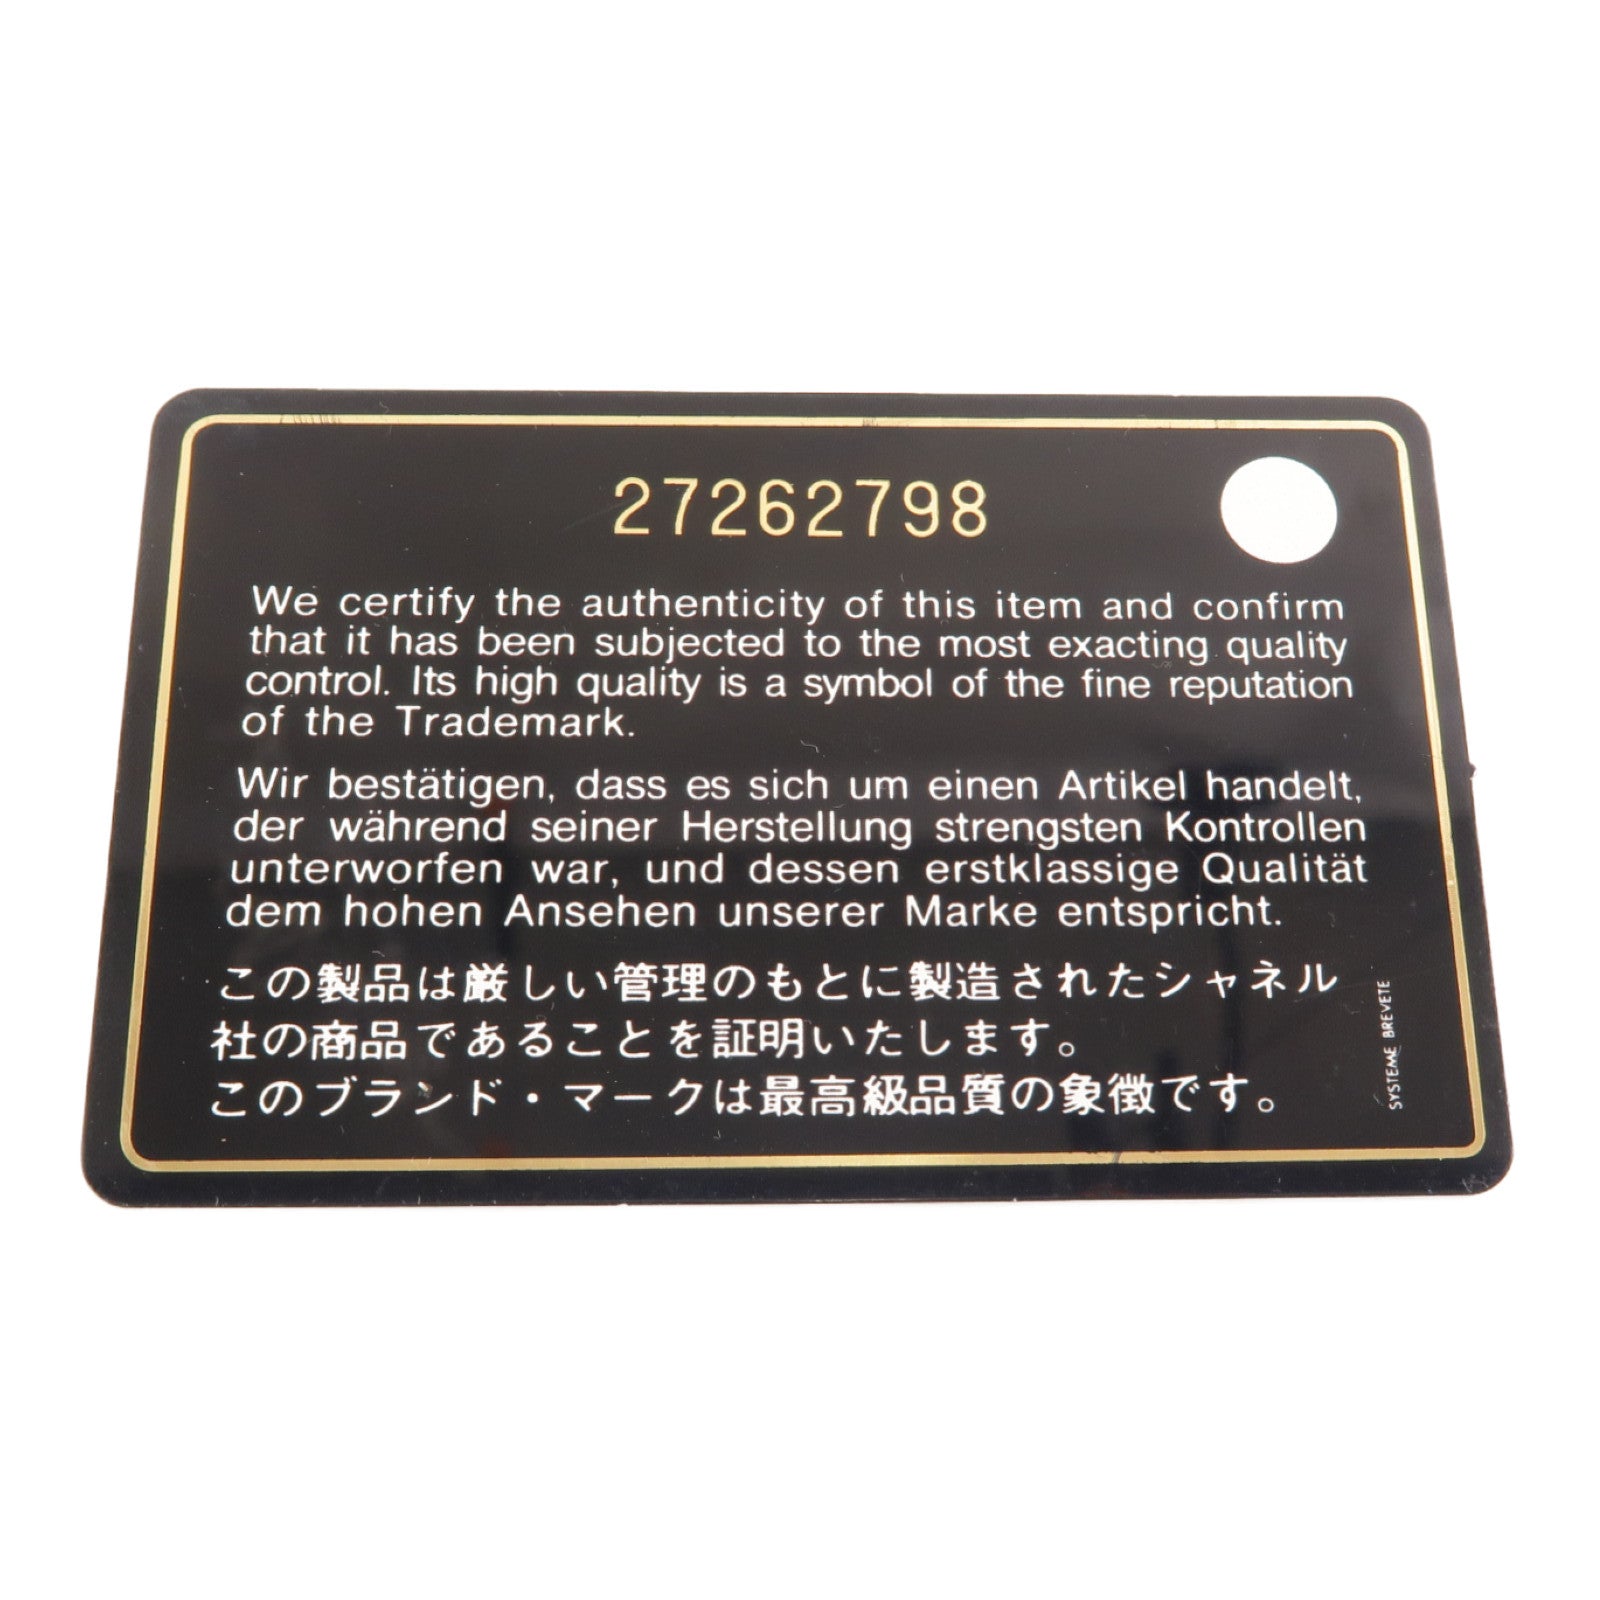 27262798
We certify the authenticity of this item and confirm
that it has been subjected to the most exacting quality
control. Its high quality is a symbol of the fine reputation
of the Trademark.
Wir bestätigen, dass es sich um einen Artikel handelt,
der während seiner Herstellung strengsten Kontrollen
unterworfen war, und dessen erstklassige Qualität
dem hohen Ansehen unserer Marke entspricht.
この製品は厳しい管理のもとに製造されたシャネル
社の商品であることを証明いたします。
このブランド・マークは最高級品質の象徴です。
SYSTEME BREVETE